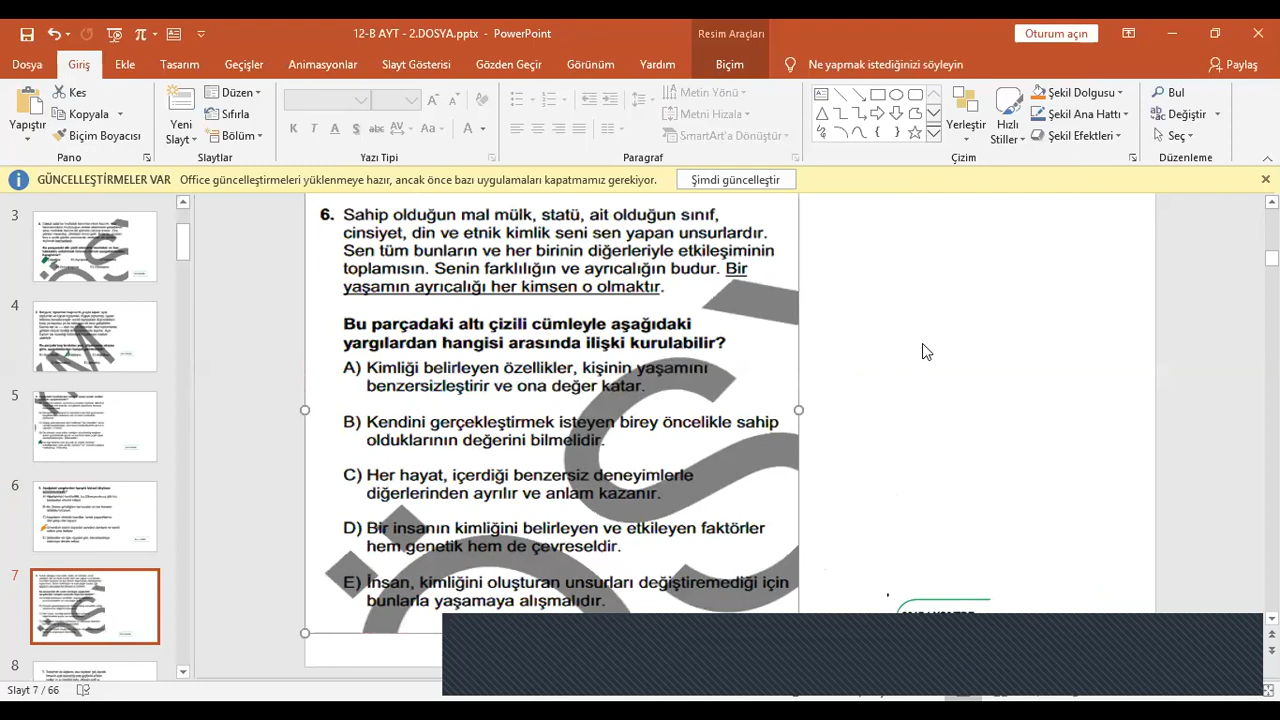 12-B AYT - 2.DOSYA.pptx - PowerPoint
Resim Araçları
Oturum açın
Dosya Giriş Ekle Tasarım Geçişler Animasyonlar Slayt Gösterisi Gözden Geçir Görünüm Yardım Biçim Ne yapmak istediğinizi söyleyin Paylaş
Yapıştır
Kes
Kopyala
Biçim Boyacısı
Pano
Yeni Slayt
Düzen
Sıfırla
Bölüm
Slaytlar
Yazı Tipi
Metin Yönü
Metni Hizala
SmartArt'a Dönüştür
Paragraf
Yerleştir
Hızlı Stiller
Şekil Dolgusu
Şekil Ana Hattı
Şekil Efektleri
Çizim
Bul
Değiştir
Seç
Düzenleme
GÜNCELLEŞTİRMELER VAR Office güncelleştirmeleri yüklenmeye hazır, ancak önce bazı uygulamaları kapatmamız gerekiyor. Şimdi güncelleştir
3
4
5
6
7
8
6. Sahip olduğun mal mülk, statü, ait olduğun sınıf,
cinsiyet, din ve etnik kimlik seni sen yapan unsurlardır.
Sen tüm bunların ve her birinin diğerleriyle etkileşiminin
toplamısın. Senin farklılığın ve ayrıcalığın budur. Bir
yaşamın ayrıcalığı her kimsen o olmaktır.
Bu parçadaki altı çizili cümleyle aşağıdaki
yargılardan hangisi arasında ilişki kurulabilir?
A) Kimliği belirleyen özellikler, kişinin yaşamını
benzersizleştirir ve ona değer katar.
B) Kendini gerçekleştirmek isteyen birey öncelikle sahip
olduklarının değerini bilmelidir.
C) Her hayat, içerdiği benzersiz deneyimlerle
diğerlerinden ayrılır ve anlam kazanır.
D) Bir insanın kimliğini belirleyen ve etkileyen faktörler
hem genetik hem de çevreseldir.
E) İnsan, kimliğini oluşturan unsurları değiştiremediği için
bunlarla yaşamaya alışmalıdır.
Slayt 7 / 66